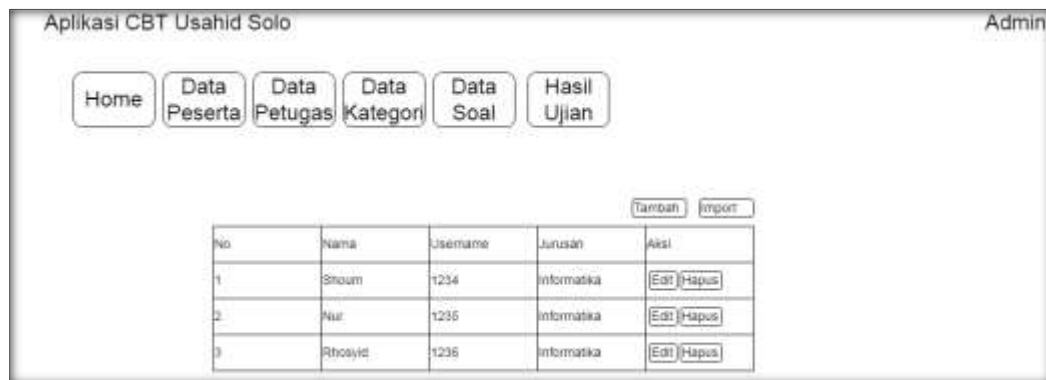 Aplikasi CBT Usahid Solo Admin
Home Data Peserta Data Petugas Data Kategori Data Soal Hasil Ujian
Tambah Import
No Nama Username Jurusan Aksi
1 Shoum 1234 Informatika Edit Hapus
2 Nur 1235 Informatika Edit Hapus
3 Rhosyid 1236 Informatika Edit Hapus